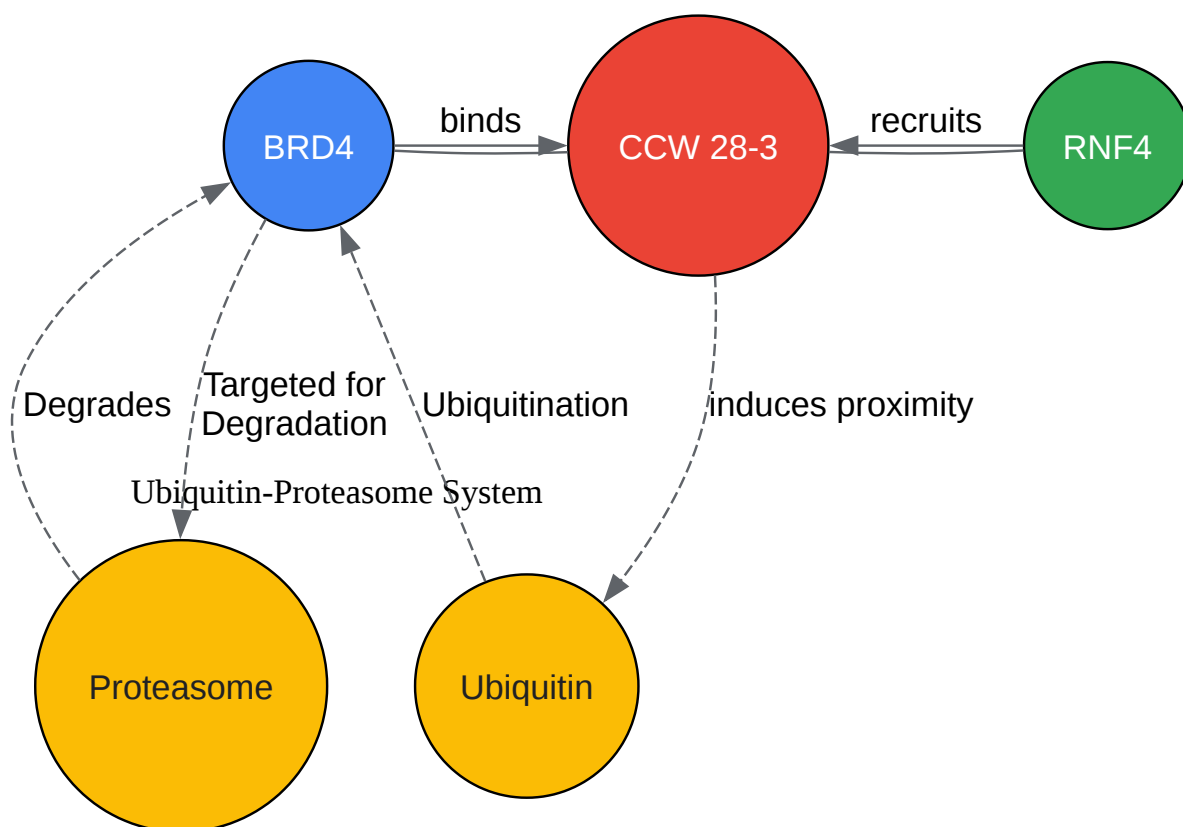 binds
recruits
BRD4
CCW 28-3
RNF4
Degrades
Targeted for
Degradation
Ubiquitination
induces proximity
Ubiquitin-Proteasome System
Proteasome
Ubiquitin